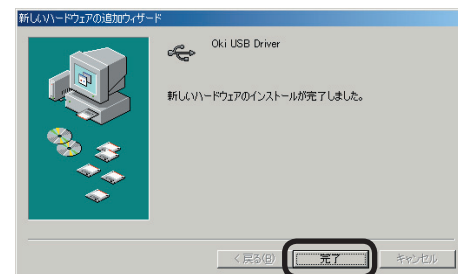 新しいハードウェアの追加ウィザード
Oki USB Driver
新しいハードウェアのインストールが完了しました。
< 戻る(B)
完了
キャンセル